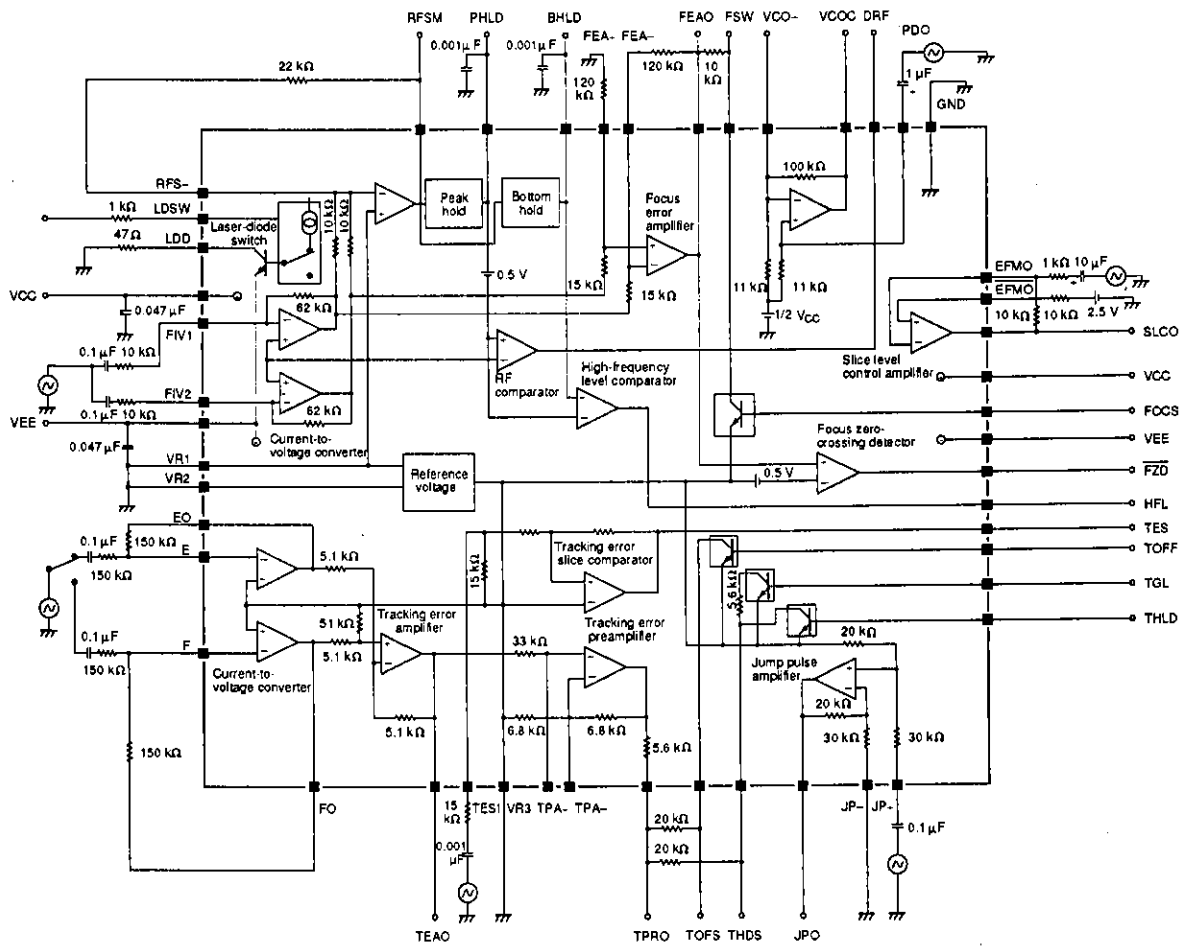 RFSM PHLD BHLD FEAO FSW VCO- VCOC DRF
PDO
0.001 µF 0.001 µF FEA- FEA-
22 kΩ
120 kΩ 10 kΩ
120 kΩ
1 µF
+
GND
100 kΩ
RFS-
1 kΩ LDSW
Laser-diode switch
47Ω LDD
10 kΩ 10 kΩ
Peak hold
Bottom hold
Focus error amplifier
0.5 V
15 kΩ
15 kΩ
11 kΩ 11 kΩ
1/2 VCC
EFMO 1 kΩ 10 µF
EFMO
10 kΩ 10 kΩ 2.5 V
SLCO
Slice level control amplifier
VCC
0.047 µF
62 kΩ
FIV1
0.1 µF 10 kΩ
FIV2
0.1 µF 10 kΩ
62 kΩ
Current-to-voltage converter
RF comparator
High-frequency level comparator
VCC
FOCS
VEE
VEE
0.047 µF
Focus zero-crossing detector
0.5 V
FZD
VR1
VR2
Reference voltage
HFL
EO
TES
0.1 µF 150 kΩ
E
150 kΩ
5.1 kΩ
15 kΩ
Tracking error slice comparator
5.6 kΩ
TOFF
TGL
THLD
51 kΩ
Tracking error amplifier
Tracking error preamplifier
0.1 µF
F
150 kΩ
5.1 kΩ
33 kΩ
20 kΩ
Jump pulse amplifier
Current-to-voltage converter
5.1 kΩ
6.8 kΩ 6.8 kΩ
20 kΩ
30 kΩ 30 kΩ
150 kΩ
5.6 kΩ
FO
15 kΩ
TES1 VR3 TPA- TPA-
JP- JP-
20 kΩ
0.1 µF
0.001 µF
20 kΩ
TEAO TPRO TOFS THDS JPO